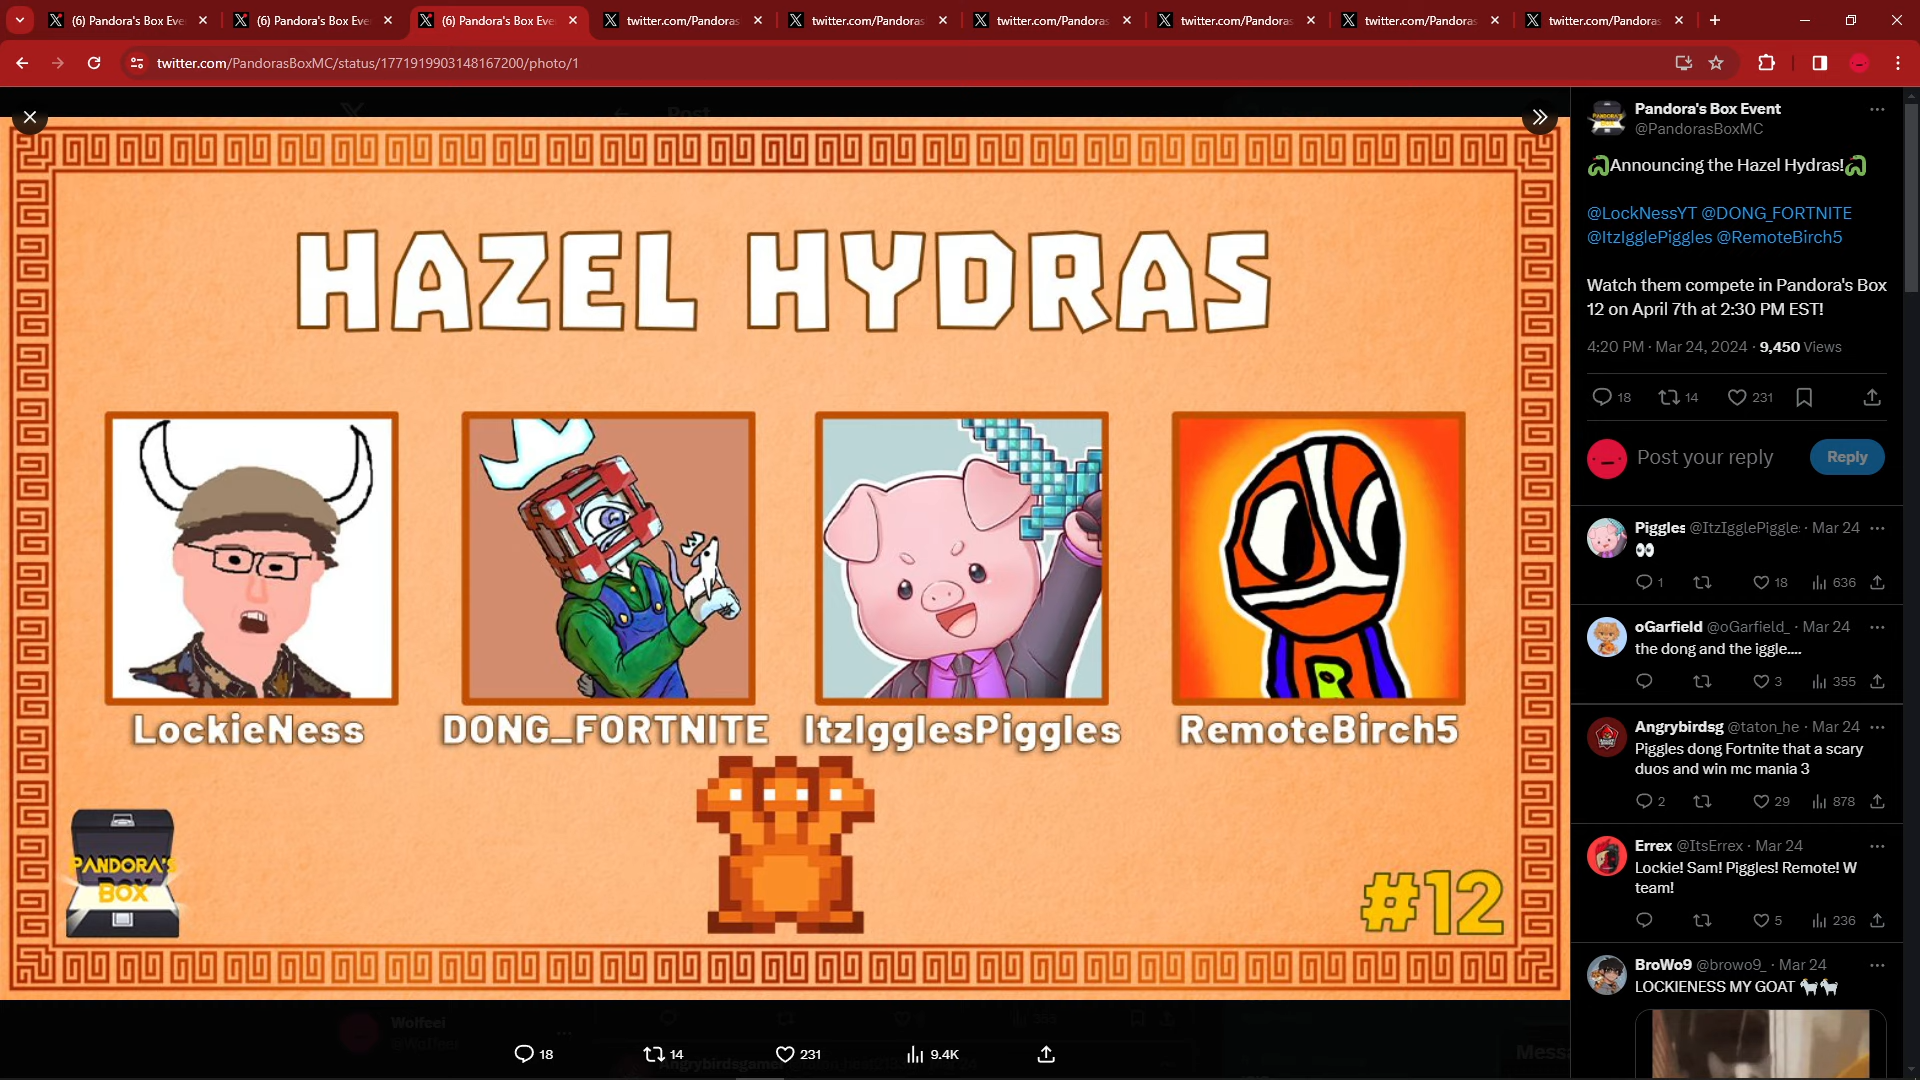 (6) Pandora's Box Eve
(6) Pandora's Box Eve
(6) Pandora's Box Eve
twitter.com/Pandoras
twitter.com/Pandoras
twitter.com/Pandoras
twitter.com/Pandoras
twitter.com/Pandoras
twitter.com/Pandoras
twitter.com/PandorasBoxMC/status/1771919903148167200/photo/1
Post
HAZEL HYDRAS
LockieNess
DONG_FORTNITE
ItzIgglesPiggles
RemoteBirch5
R
PANDORA'S
BOX
#12
Wolfeei
18
14
231
9.4K
Pandora's Box Event
@PandorasBoxMC
Announcing the Hazel Hydras!
@LockNessYT @DONG_FORTNITE
@ItzIgglePiggles @RemoteBirch5
Watch them compete in Pandora's Box
12 on April 7th at 2:30 PM EST!
4:20 PM · Mar 24, 2024 · 9,450 Views
18
14
231
Post your reply
Reply
Piggles @ItzIgglePiggle · Mar 24
1
18
636
oGarfield @oGarfield_ · Mar 24
the dong and the iggle....
3
355
Angrybirdsg @taton_he · Mar 24
Piggles dong Fortnite that a scary
duos and win mc mania 3
2
29
878
Errex @ItsErrex · Mar 24
Lockie! Sam! Piggles! Remote! W
team!
5
236
BroWo9 @browo9_ · Mar 24
LOCKIENESS MY GOAT